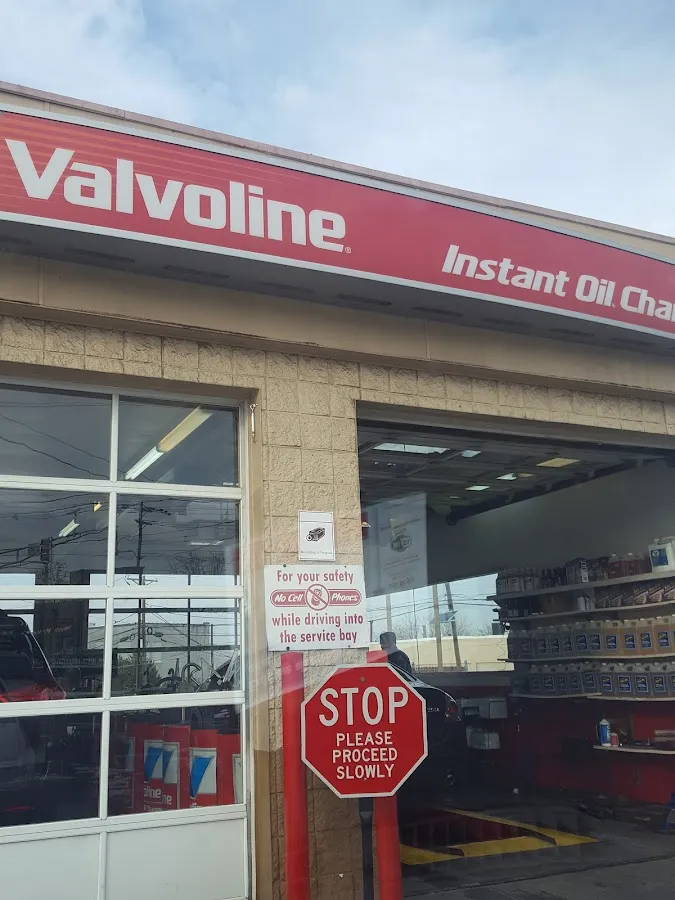 Valvoline®
Instant Oil Cha
For your safety
No Cell Phones
while driving into
the service bay
STOP
PLEASE
PROCEED
SLOWLY